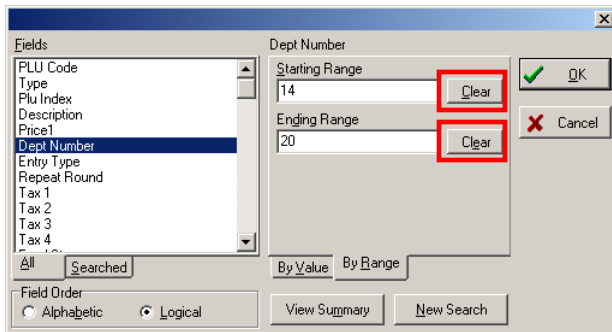 Fields
PLU Code
Type
Plu Index
Description
Price1
Dept Number
Entry Type
Repeat Round
Tax 1
Tax 2
Tax 3
Tax 4
All
Searched
Field Order
Alphabetic
Logical
Dept Number
Starting Range
14
Clear
Ending Range
20
Clear
By Value
By Range
View Summary
New Search
OK
Cancel